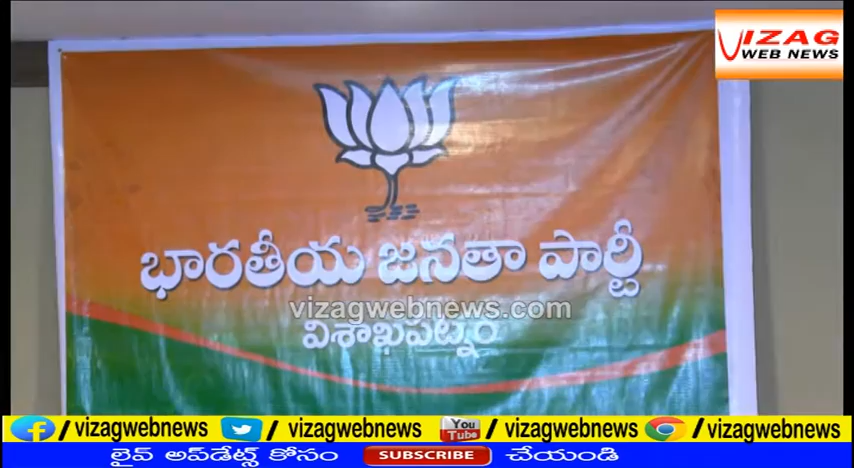 VIZAG
WEB NEWS
భారతీయ జనతా పార్టీ
vizagwebnews.com
విశాఖపట్నం
/vizagwebnews /vizagwebnews You Tube /vizagwebnews /vizagwebnews
లైవ్ అప్‌డేట్స్ కోసం SUBSCRIBE చేయండి